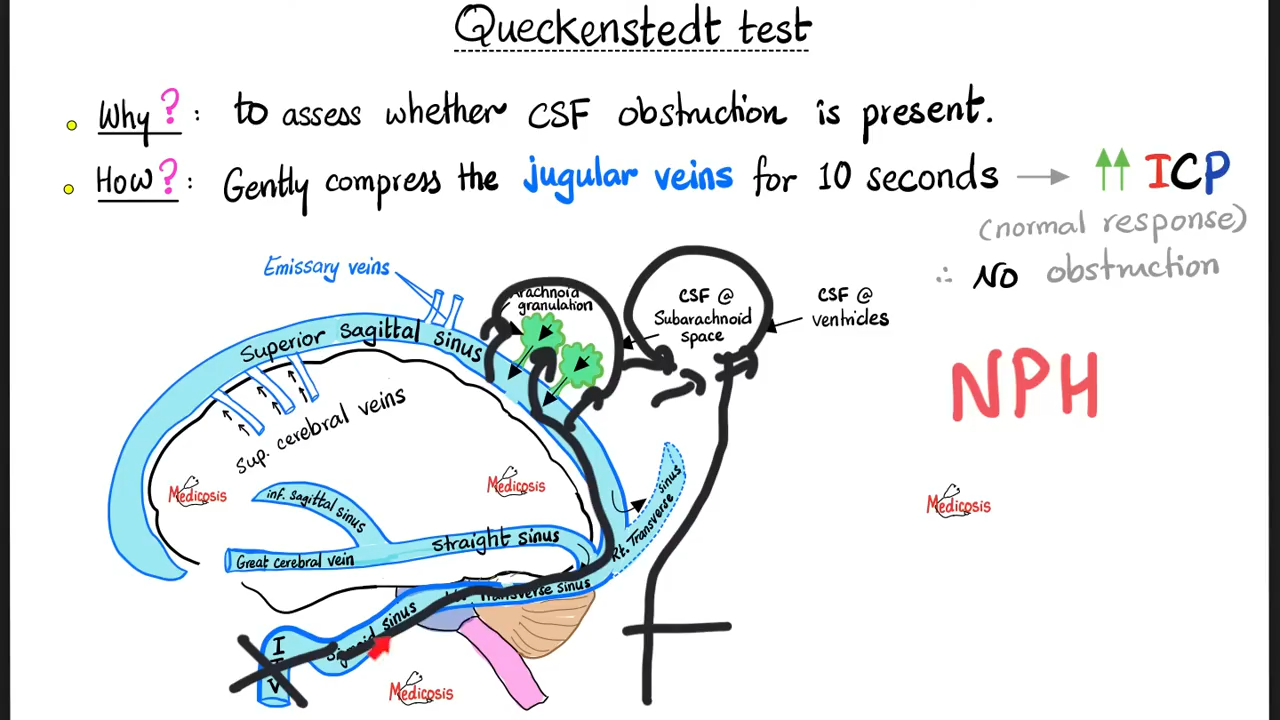 Queckenstedt test
Why? : to assess whether CSF obstruction is present.
How? : Gently compress the jugular veins for 10 seconds → ↑↑ ICP
(normal response)
∴ No obstruction
Emissary veins
Arachnoid
granulation
CSF @
Subarachnoid
space
CSF @
ventricles
Superior Sagittal sinus
sup. cerebral veins
NPH
Medicosis
Medicosis
Medicosis
inf. sagittal sinus
straight sinus
Great cerebral vein
Rt. Transverse sinus
Transverse sinus
Sigmoid sinus
I
V
Medicosis